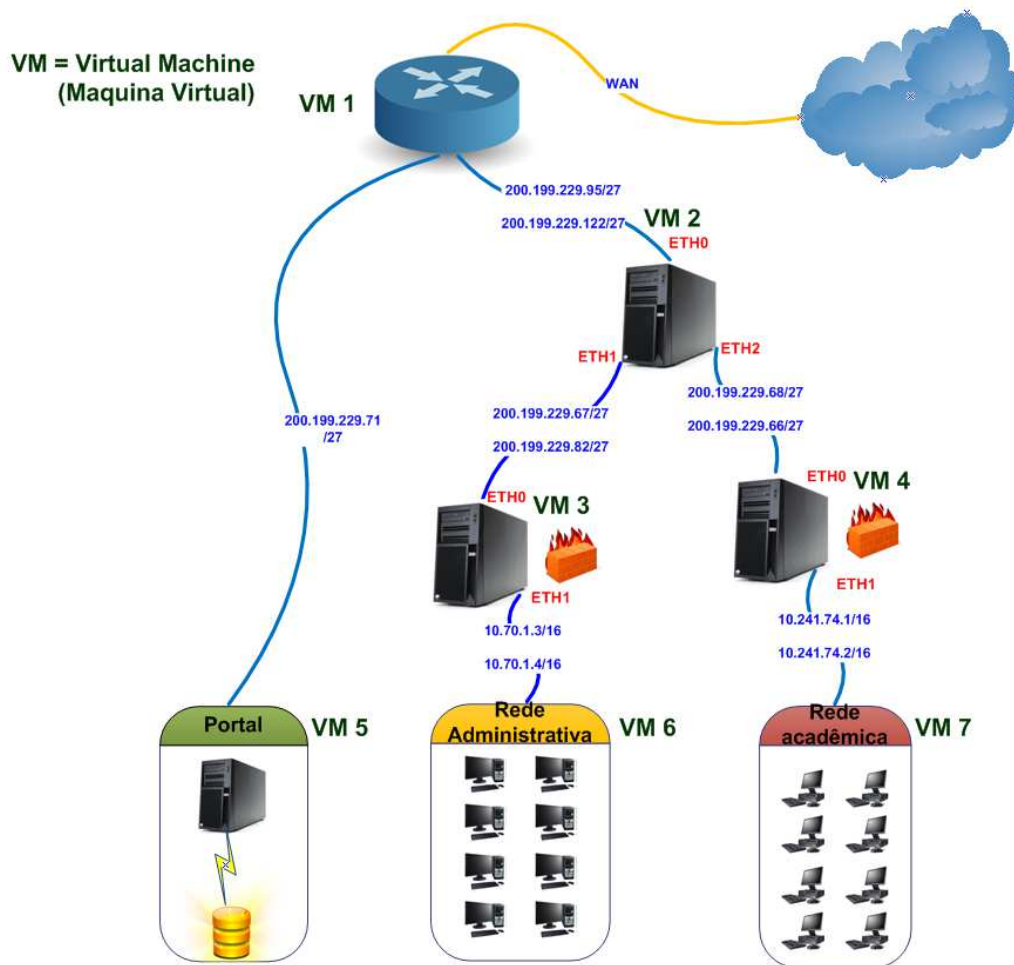 VM = Virtual Machine
(Maquina Virtual)
VM 1
WAN
200.199.229.95/27
200.199.229.122/27
VM 2
ETH0
ETH1
ETH2
200.199.229.71
/27
200.199.229.67/27
200.199.229.82/27
200.199.229.68/27
200.199.229.66/27
ETH0
VM 3
ETH0
VM 4
ETH1
ETH1
10.70.1.3/16
10.70.1.4/16
10.241.74.1/16
10.241.74.2/16
Portal
VM 5
Rede
Administrativa
VM 6
Rede
acadêmica
VM 7